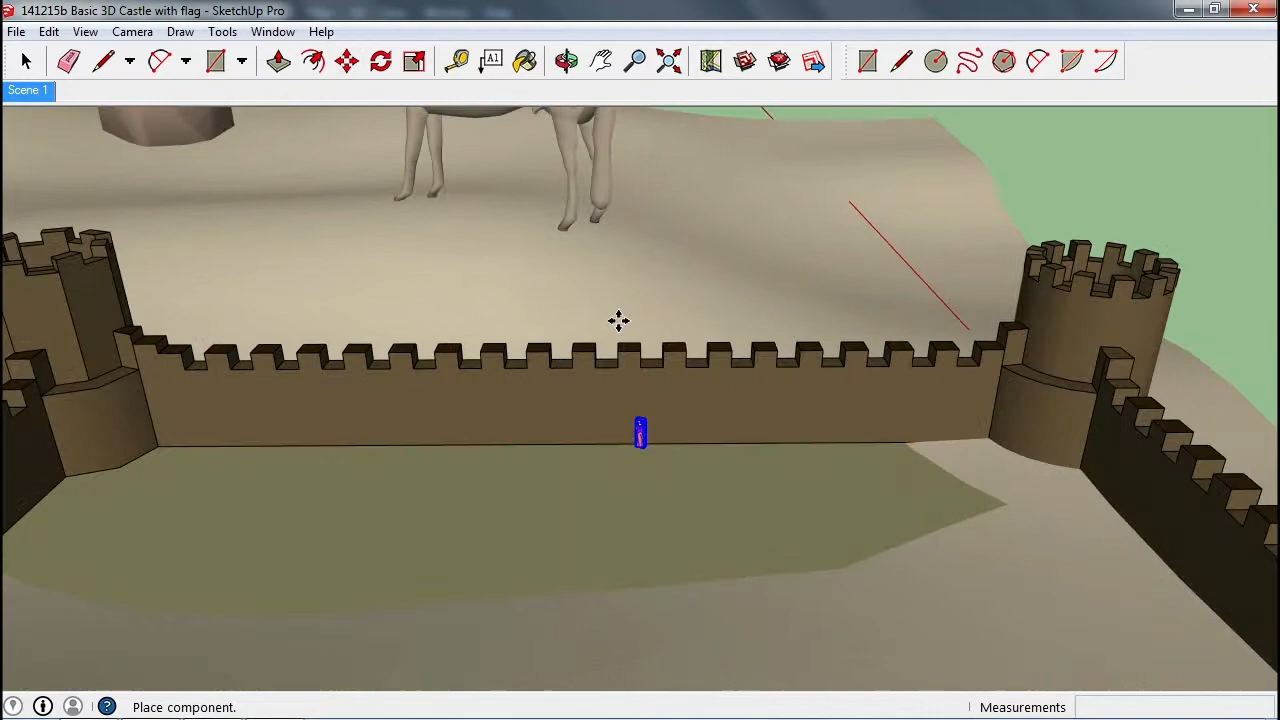 141215b Basic 3D Castle with flag - SketchUp Pro
File Edit View Camera Draw Tools Window Help
A1
Scene 1
Place component.
Measurements